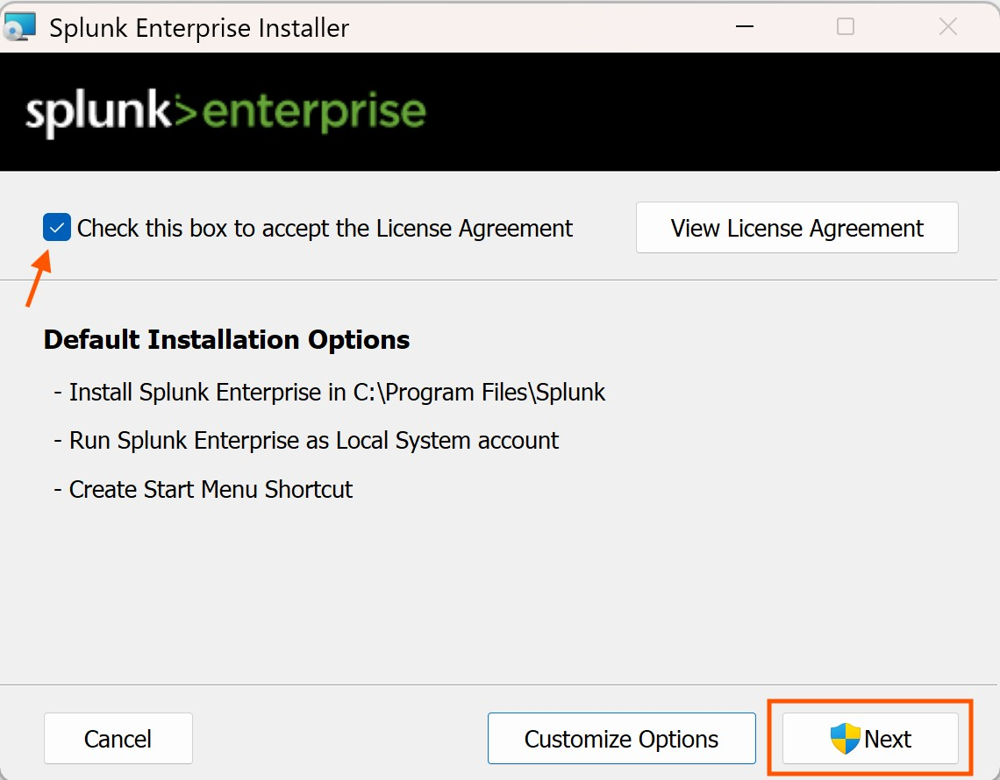 Splunk Enterprise Installer
splunk>enterprise
Check this box to accept the License Agreement
View License Agreement
Default Installation Options
- Install Splunk Enterprise in C:\Program Files\Splunk
- Run Splunk Enterprise as Local System account
- Create Start Menu Shortcut
Cancel
Customize Options
Next